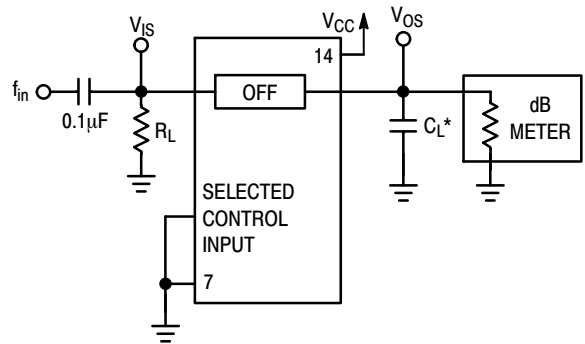 V_IS
V_CC
V_OS
14
f_in
0.1μF
R_L
OFF
C_L*
dB
METER
SELECTED
CONTROL
INPUT
7